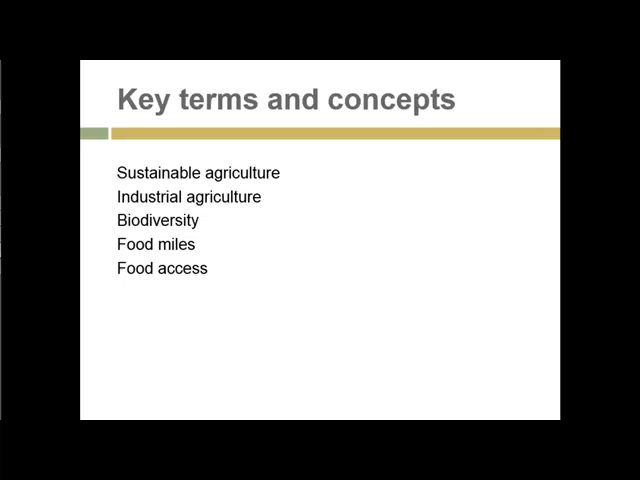 Key terms and concepts
Sustainable agriculture
Industrial agriculture
Biodiversity
Food miles
Food access